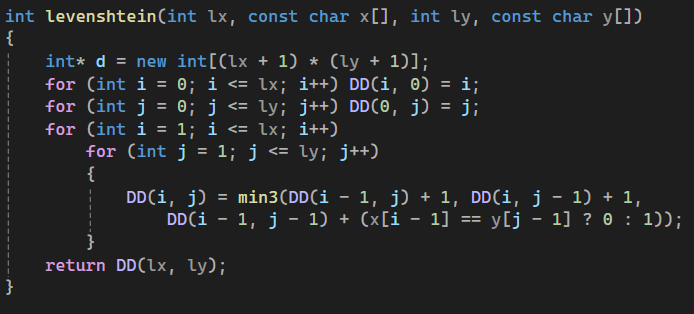 int levenshtein(int lx, const char x[], int ly, const char y[])
{
    int* d = new int[(lx + 1) * (ly + 1)];
    for (int i = 0; i <= lx; i++) DD(i, 0) = i;
    for (int j = 0; j <= ly; j++) DD(0, j) = j;
    for (int i = 1; i <= lx; i++)
        for (int j = 1; j <= ly; j++)
        {
            DD(i, j) = min3(DD(i - 1, j) + 1, DD(i, j - 1) + 1,
                DD(i - 1, j - 1) + (x[i - 1] == y[j - 1] ? 0 : 1));
        }
    return DD(lx, ly);
}